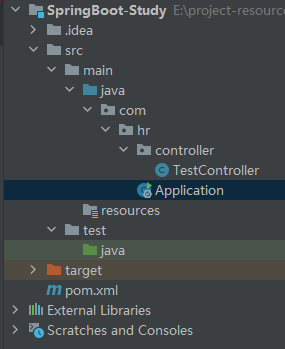 SpringBoot-Study E:\project-resource
.idea
src
main
java
com
hr
controller
TestController
Application
resources
test
java
target
pom.xml
External Libraries
Scratches and Consoles